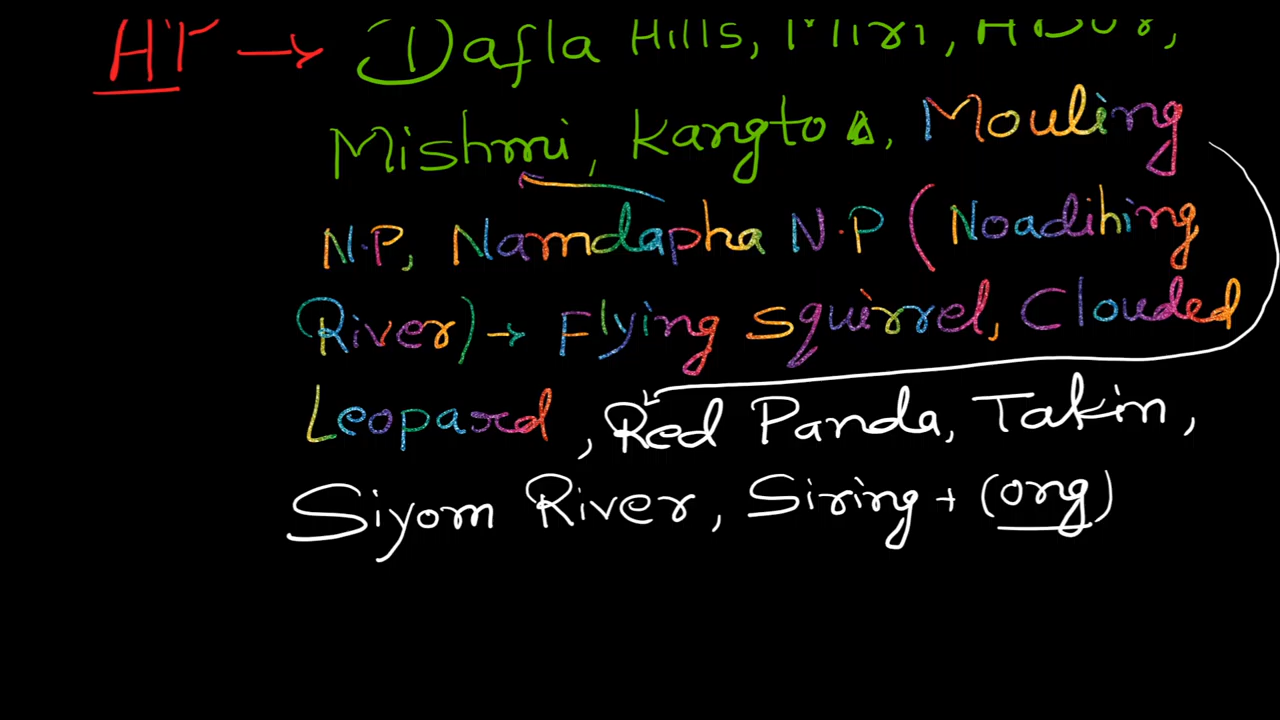 AP → Dafla Hills, Miri, Abor,
Mishmi, Kangto ▲, Mouling
N.P, Namdapha N.P (Noadihing
River) → Flying squirrel, Clouded
Leopard, Red Panda, Takin,
Siyom River, Siring + (ong)